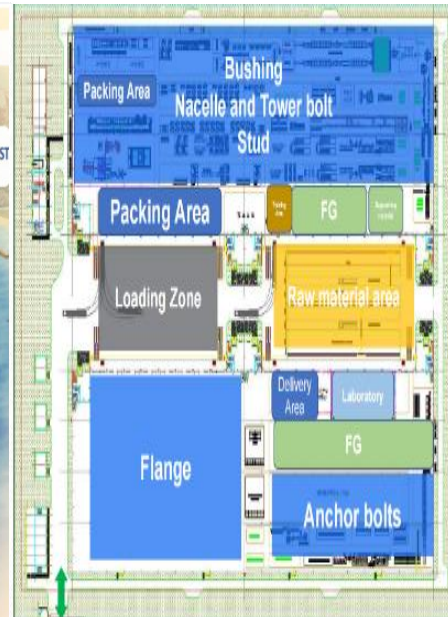 ST
Bushing
Packing Area
Nacelle and Tower bolt
Stud
Packing Area
FG
Loading Zone
Raw material area
Delivery
Area
Laboratory
FG
Flange
Anchor bolts